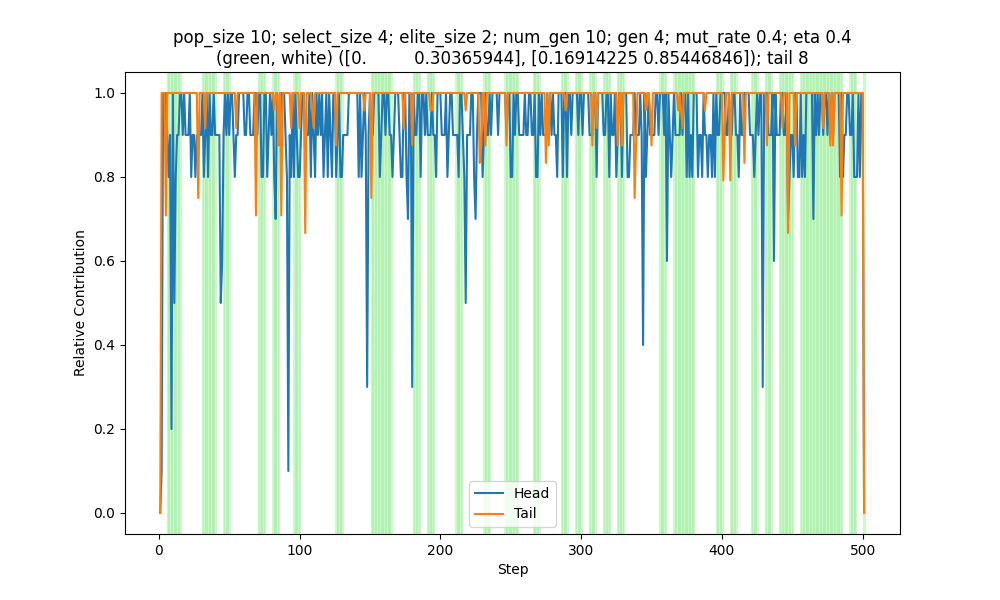 pop_size 10; select_size 4; elite_size 2; num_gen 10; gen 4; mut_rate 0.4; eta 0.4
(green, white) ([0.         0.30365944], [0.16914225 0.85446846]); tail 8
1.0
0.8
0.6
0.4
0.2
0.0
Relative Contribution
Head
Tail
0
100
200
300
400
500
Step